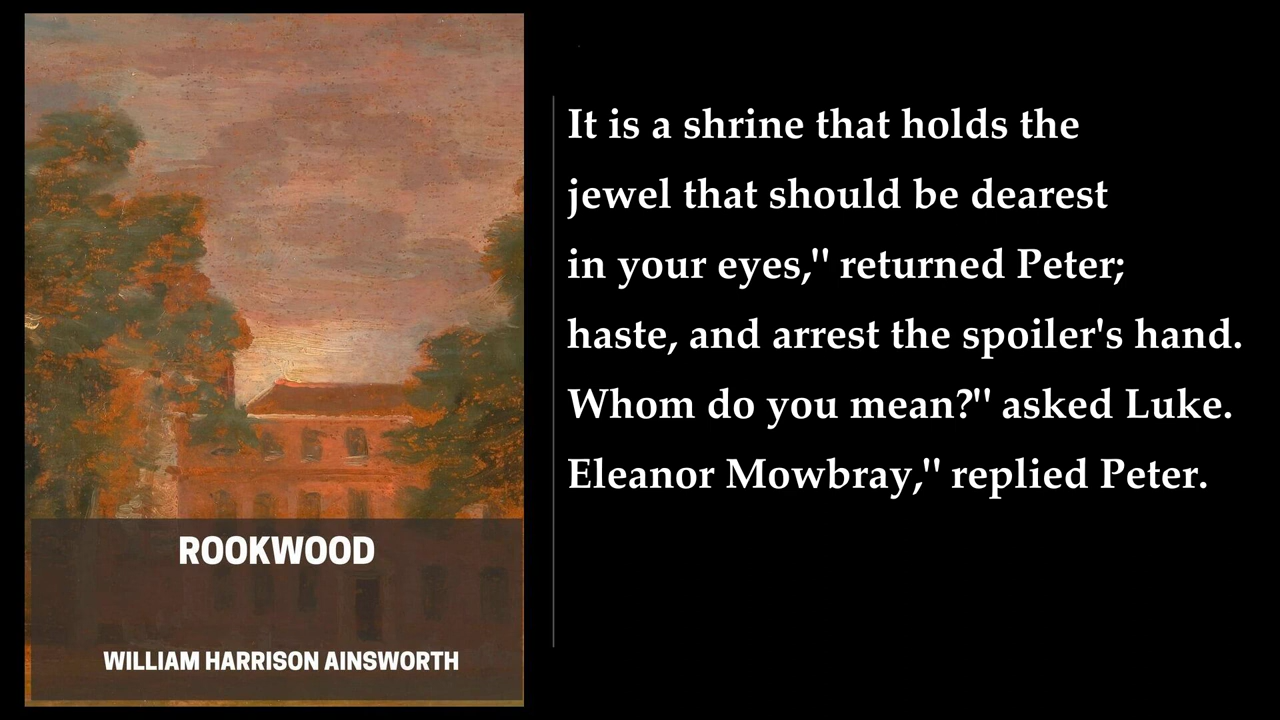 ROOKWOOD
WILLIAM HARRISON AINSWORTH
It is a shrine that holds the
jewel that should be dearest
in your eyes," returned Peter;
haste, and arrest the spoiler's hand.
Whom do you mean?" asked Luke.
Eleanor Mowbray," replied Peter.